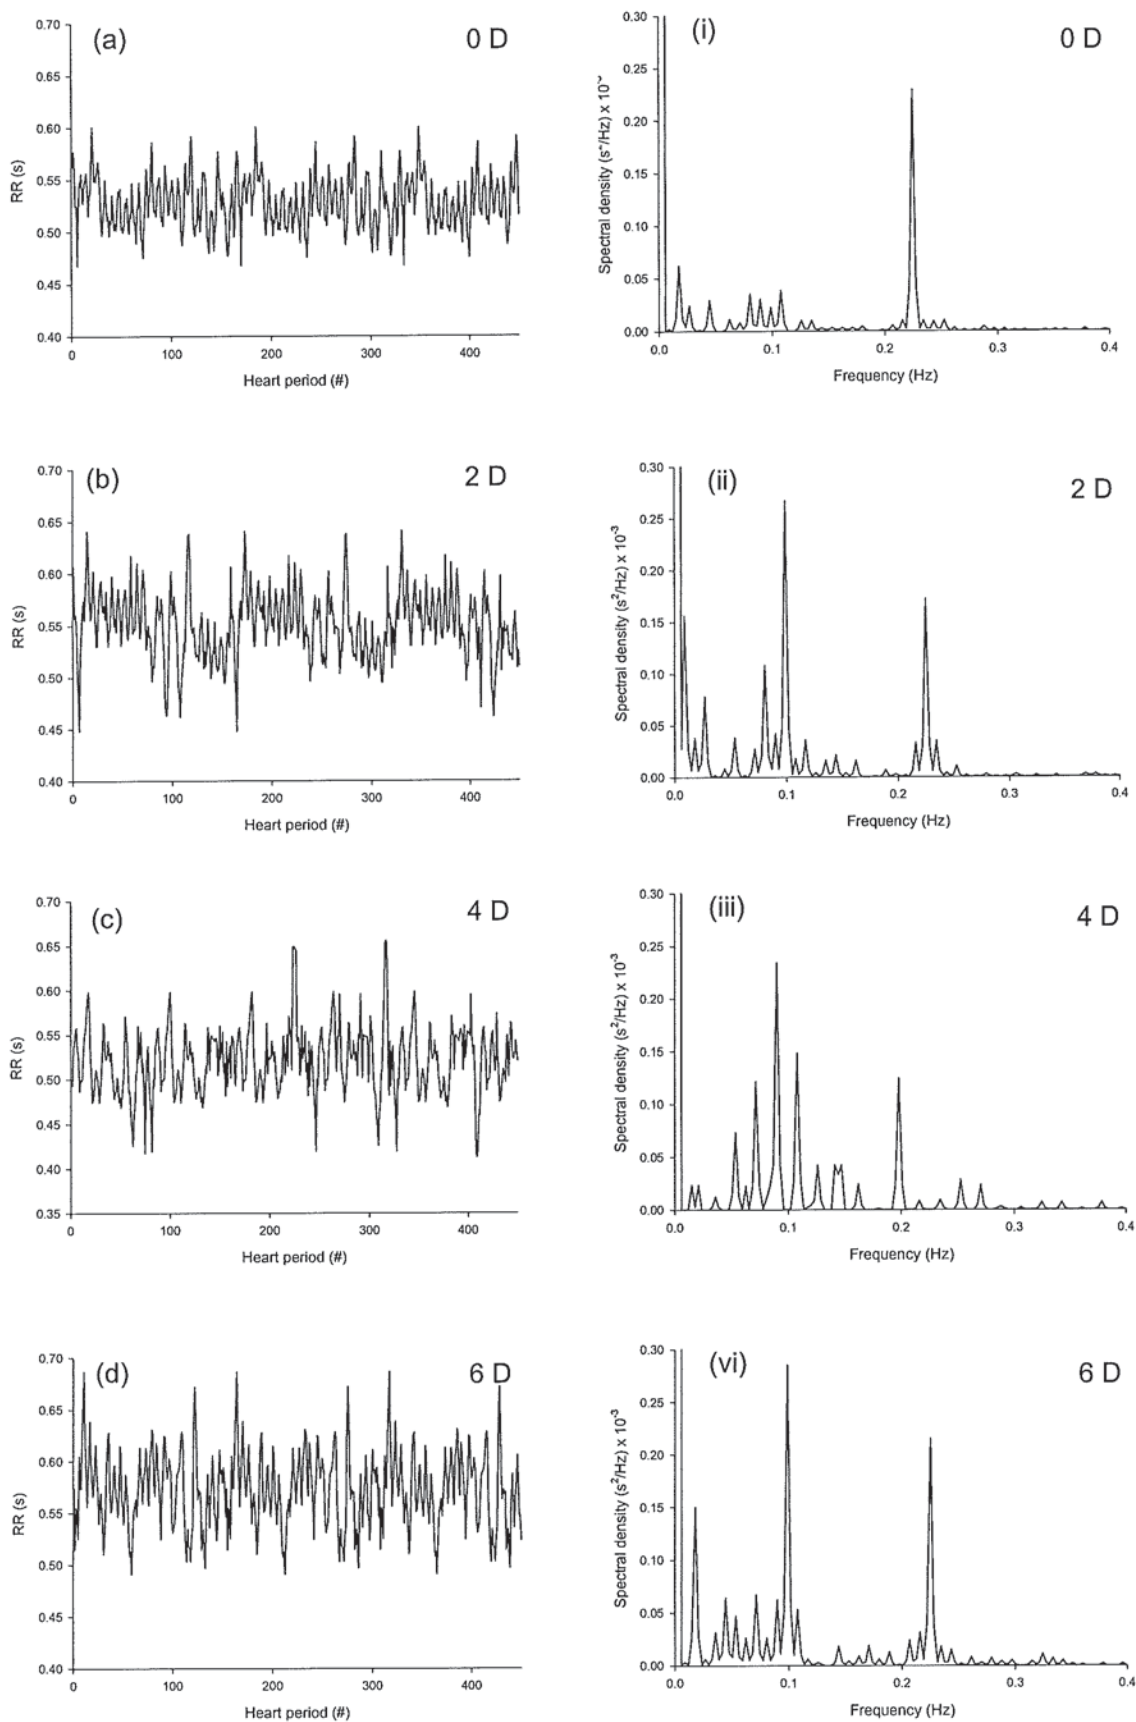 (a)
0 D
0.70
0.65
0.60
0.55
0.50
0.45
0.40
RR (s)
0 100 200 300 400
Heart period (#)
(i)
0 D
0.30
0.25
0.20
0.15
0.10
0.05
0.00
Spectral density (s²/Hz) x 10
0.0 0.1 0.2 0.3 0.4
Frequency (Hz)
(b)
2 D
0.70
0.65
0.60
0.55
0.50
0.45
0.40
RR (s)
0 100 200 300 400
Heart period (#)
(ii)
2 D
0.30
0.25
0.20
0.15
0.10
0.05
0.00
Spectral density (s²/Hz) x 10⁻³
0.0 0.1 0.2 0.3 0.4
Frequency (Hz)
(c)
4 D
0.70
0.65
0.60
0.55
0.50
0.45
0.40
0.35
RR (s)
0 100 200 300 400
Heart period (#)
(iii)
4 D
0.30
0.25
0.20
0.15
0.10
0.05
0.00
Spectral density (s²/Hz) x 10⁻³
0.0 0.1 0.2 0.3 0.4
Frequency (Hz)
(d)
6 D
0.70
0.65
0.60
0.55
0.50
0.45
0.40
RR (s)
0 100 200 300 400
Heart period (#)
(vi)
6 D
0.30
0.25
0.20
0.15
0.10
0.05
0.00
Spectral density (s²/Hz) x 10⁻³
0.0 0.1 0.2 0.3 0.4
Frequency (Hz)